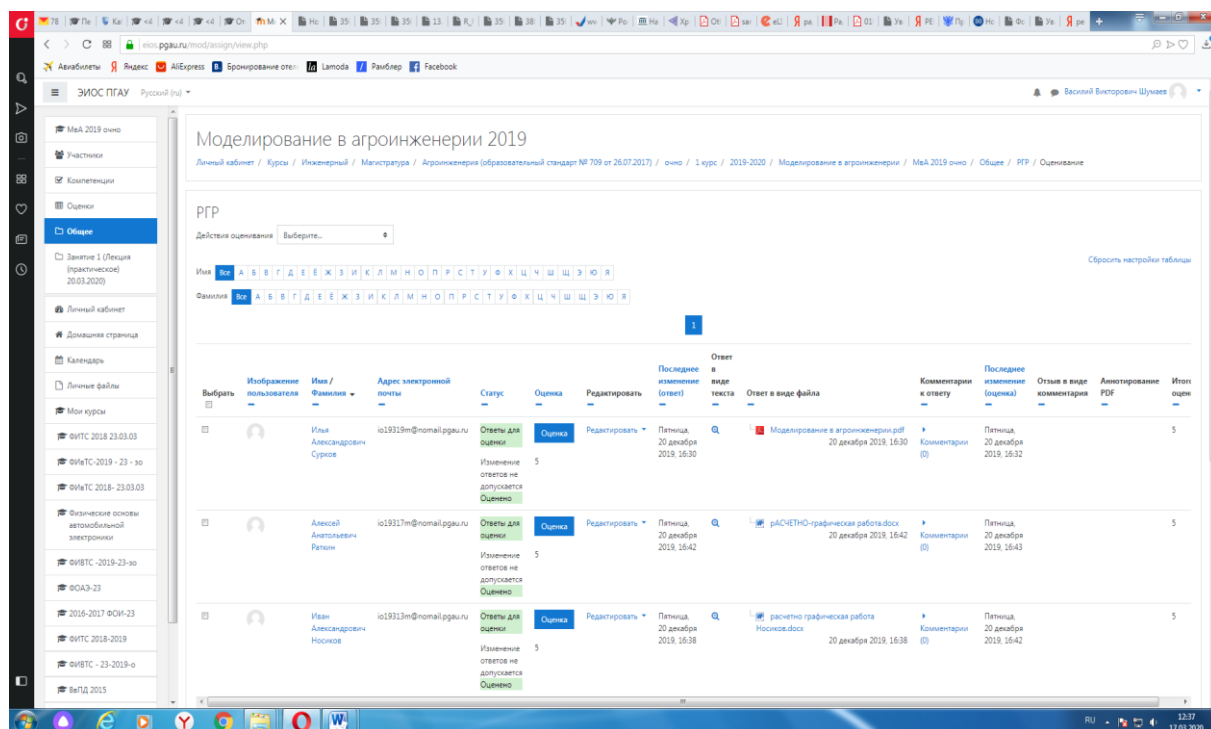 eios.pgau.ru/mod/assign/view.php
Авиабилеты Яндекс AliExpress Бронирование отел Lamoda Рамблер Facebook
ЭИОС ПГАУ Русский (ru) Василий Викторович Шумаев
МвА 2019 очно
Участники
Компетенции
Оценки
Общее
Занятие 1 (Лекция
(практическое)
20.03.2020)
Личный кабинет
Домашняя страница
Календарь
Личные файлы
Мои курсы
ФИТС 2018 23.03.03
ФИвТС-2019 - 23 - зо
ФИвТС 2018- 23.03.03
Физические основы
автомобильной
электроники
ФИВТС -2019-23-зо
ФОАЭ-23
2016-2017 ФОИ-23
ФИТС 2018-2019
ФИВТС - 23-2019-о
ВвПД 2015
Моделирование в агроинженерии 2019
Личный кабинет / Курсы / Инженерный / Магистратура / Агроинженерия (образовательный стандарт № 709 от 26.07.2017) / очно / 1 курс / 2019-2020 / Моделирование в агроинженерии / МвА 2019 очно / Общее / РГР / Оценивание
РГР
Действия оценивания Выберите...
Сбросить настройки таблицы
Имя Все А Б В Г Д Е Ё Ж З И К Л М Н О П Р С Т У Ф Х Ц Ч Ш Щ Э Ю Я
Фамилия Все А Б В Г Д Е Ё Ж З И К Л М Н О П Р С Т У Ф Х Ц Ч Ш Щ Э Ю Я
1
Выбрать
Изображение
пользователя
Имя /
Фамилия
Адрес электронной
почты
Статус
Оценка
Редактировать
Последнее
изменение
(ответ)
Ответ
в
виде
текста
Ответ в виде файла
Комментарии
к ответу
Последнее
изменение
(оценка)
Отзыв в виде
комментария
Аннотирование
PDF
Итого
оцен
Илья
Александрович
Сурков
io19319m@nomail.pgau.ru
Ответы для
оценки
Изменение
ответов не
допускается
Оценено
Оценка
5
Редактировать
Пятница,
20 декабря
2019, 16:30
Моделирование в агроинженерии.pdf
20 декабря 2019, 16:30
Комментарии
(0)
Пятница,
20 декабря
2019, 16:32
5
Алексей
Анатольевич
Раткин
io19317m@nomail.pgau.ru
Ответы для
оценки
Изменение
ответов не
допускается
Оценено
Оценка
5
Редактировать
Пятница,
20 декабря
2019, 16:42
рАСЧЕТНО-графическая работа.docx
20 декабря 2019, 16:42
Комментарии
(0)
Пятница,
20 декабря
2019, 16:43
5
Иван
Александрович
Носиков
io19313m@nomail.pgau.ru
Ответы для
оценки
Изменение
ответов не
допускается
Оценено
Оценка
5
Редактировать
Пятница,
20 декабря
2019, 16:38
расчетно графическая работа
Носиков.docx
20 декабря 2019, 16:38
Комментарии
(0)
Пятница,
20 декабря
2019, 16:42
5
RU
12:37
17.03.2020